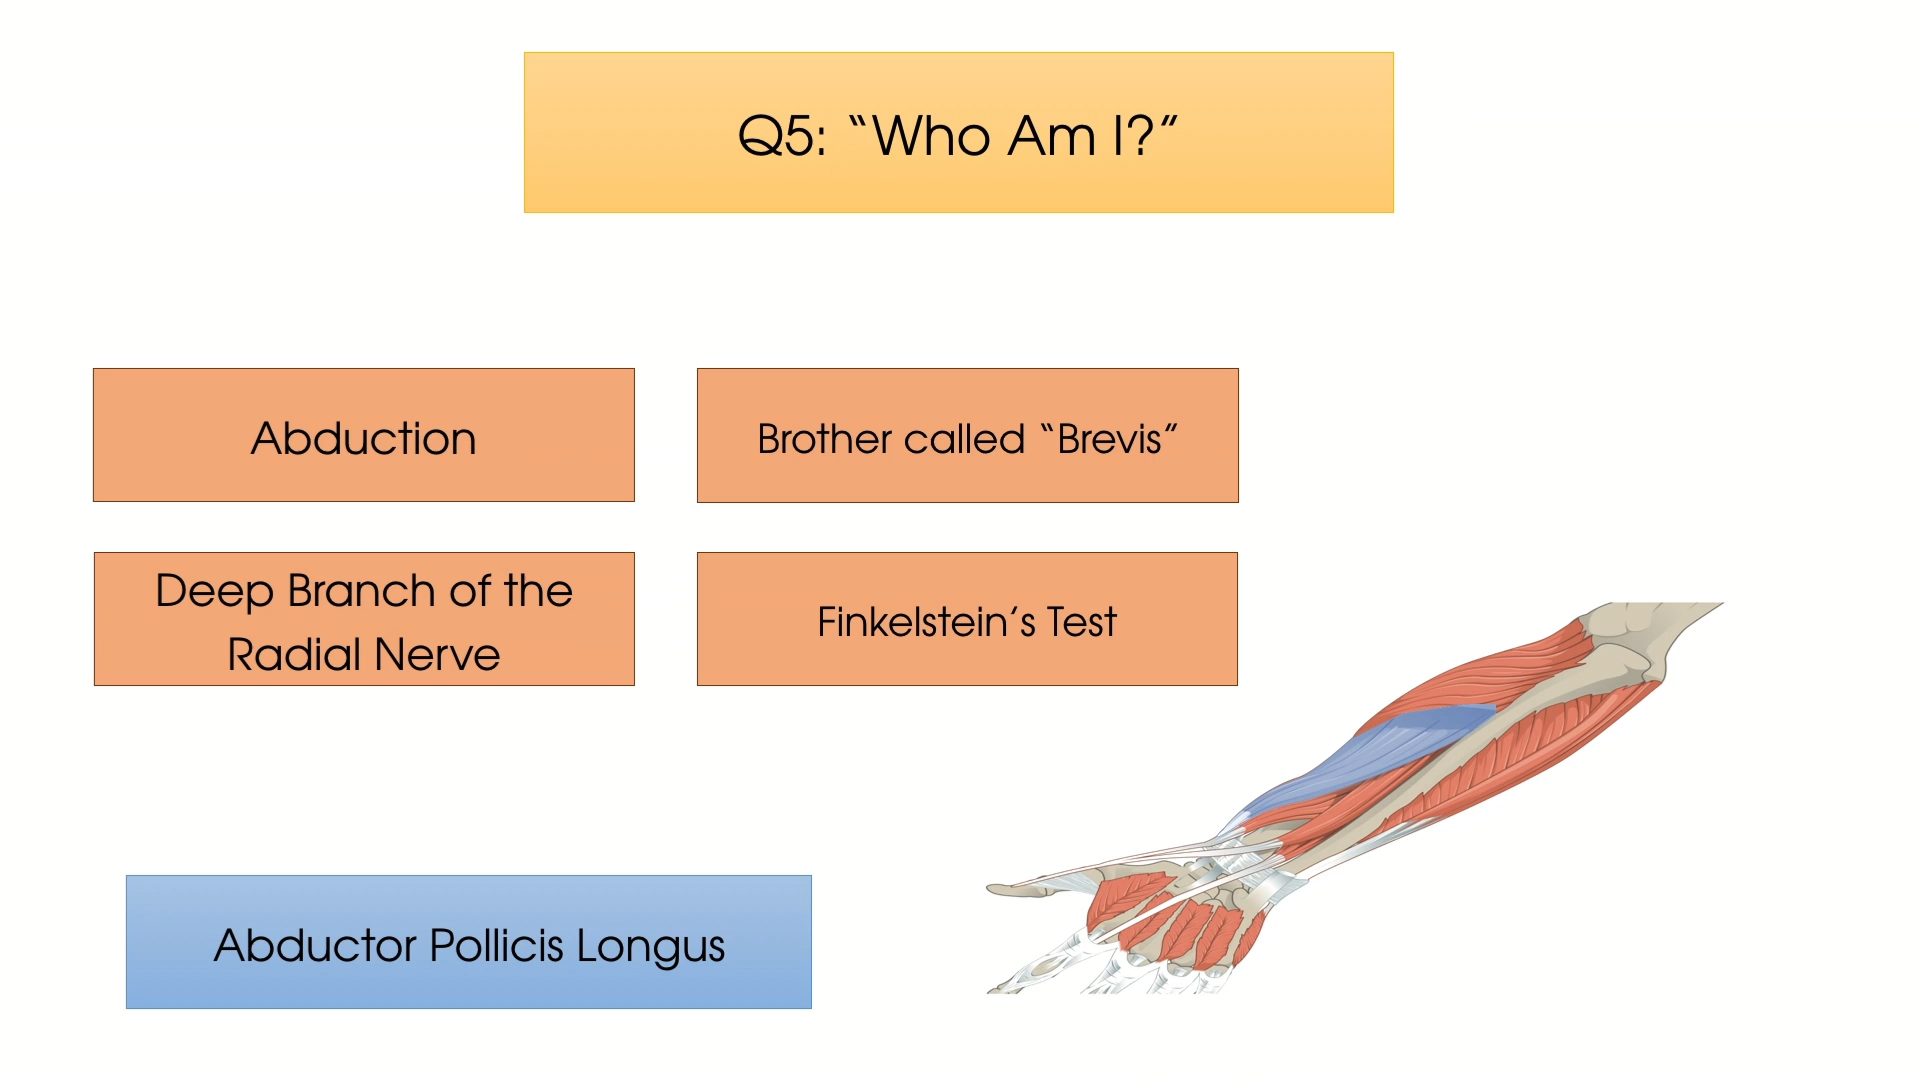 Q5: “Who Am I?”
Abduction
Brother called “Brevis”
Deep Branch of the
Radial Nerve
Finkelstein’s Test
Abductor Pollicis Longus